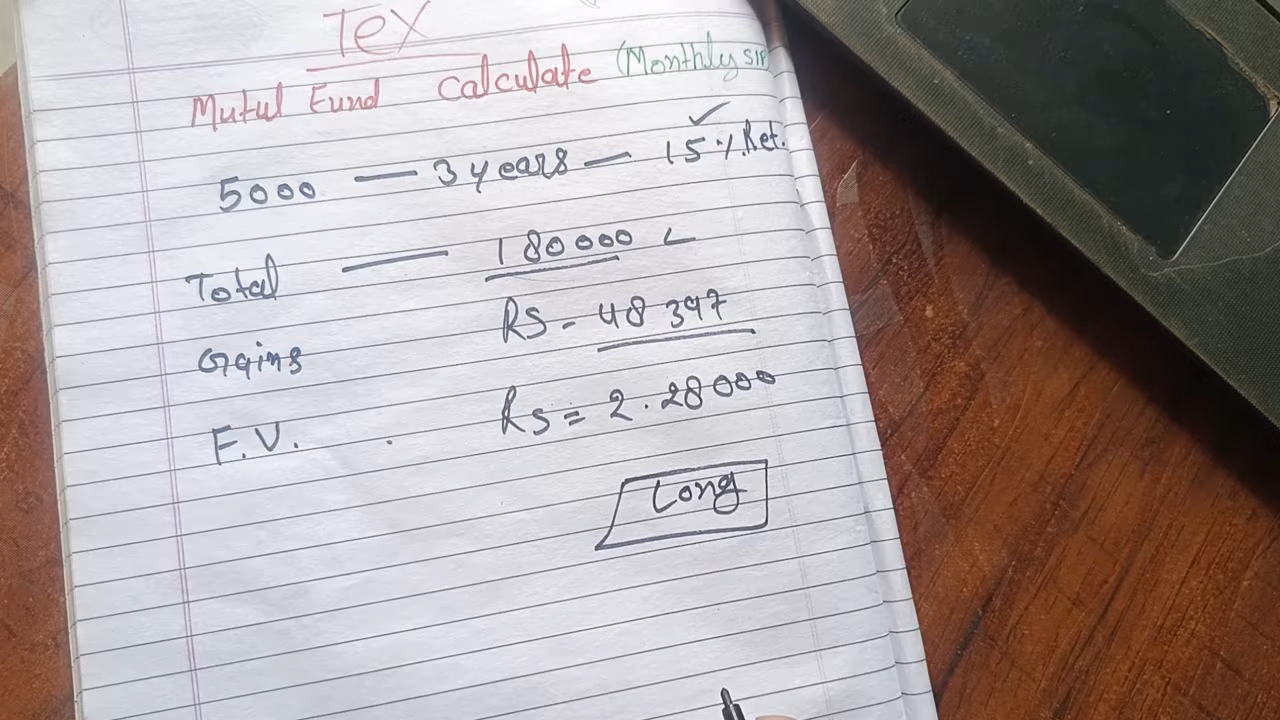 Tex
Mutul Fund Calculate (Monthly SIP
5000 — 3 years — 15% Ret.
Total — 180000
Gains RS - 48397
F.V. Rs = 2.28000
Long